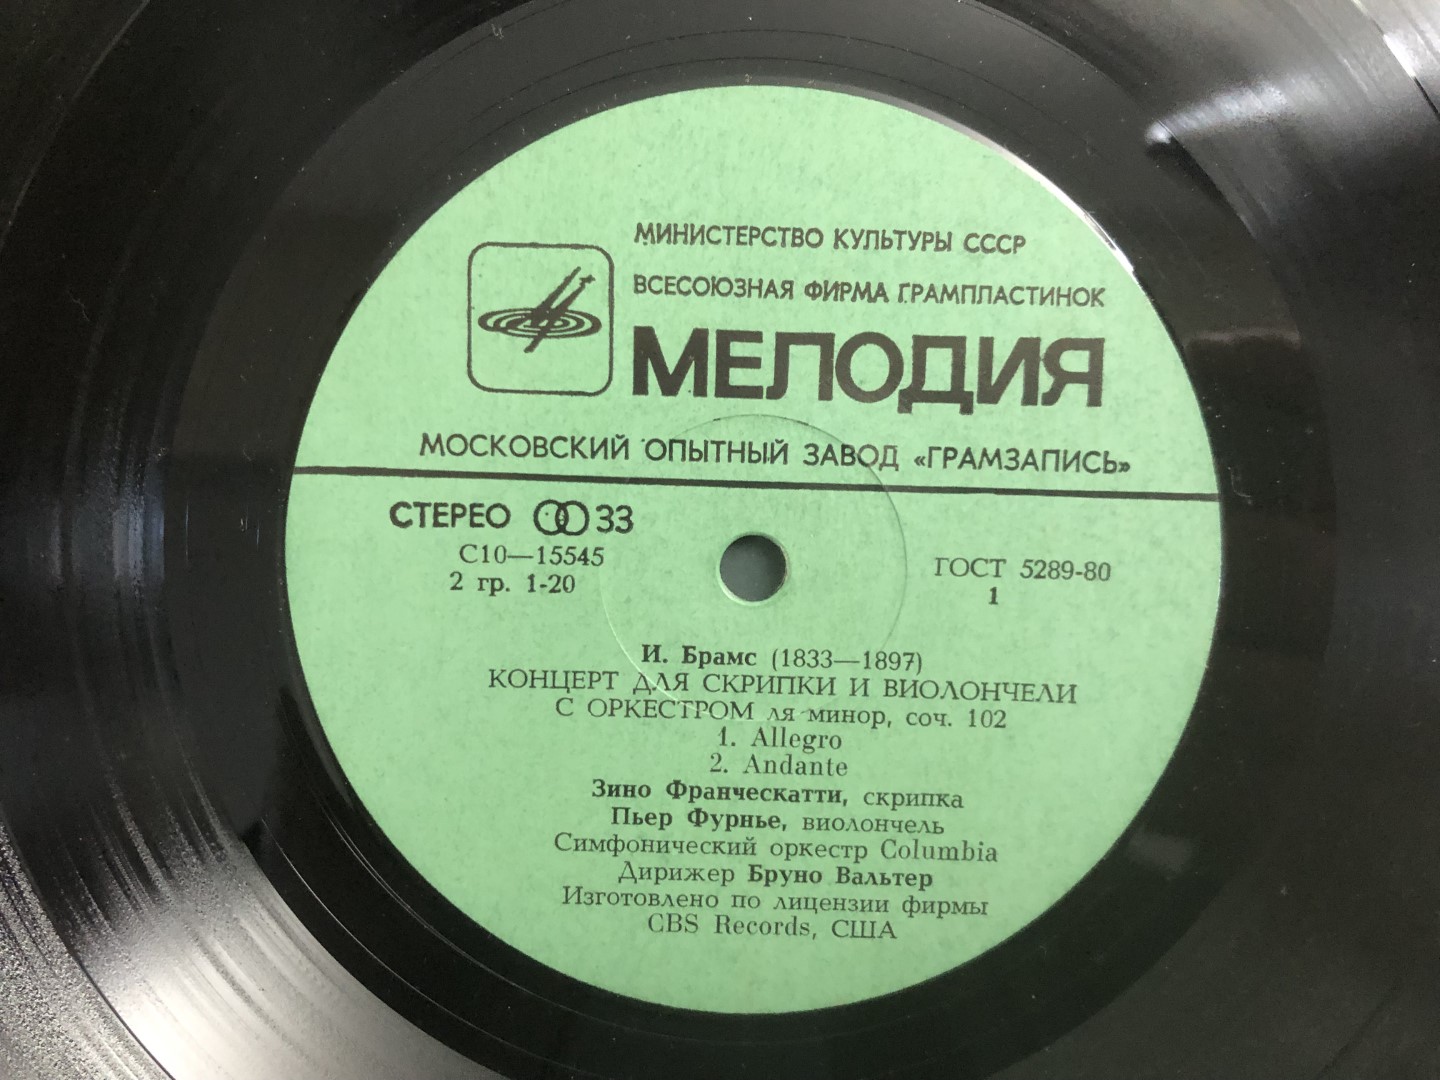 МИНИСТЕРСТВО КУЛЬТУРЫ СССР
ВСЕСОЮЗНАЯ ФИРМА ГРАМПЛАСТИНОК
МЕЛОДИЯ
МОСКОВСКИЙ ОПЫТНЫЙ ЗАВОД «ГРАМЗАПИСЬ»
СТЕРЕО 33
С10—15545
2 гр. 1-20
ГОСТ 5289-80
1
И. Брамс (1833—1897)
КОНЦЕРТ ДЛЯ СКРИПКИ И ВИОЛОНЧЕЛИ
С ОРКЕСТРОМ ля минор, соч. 102
1. Allegro
2. Andante
Зино Франческатти, скрипка
Пьер Фурнье, виолончель
Симфонический оркестр Columbia
Дирижер Бруно Вальтер
Изготовлено по лицензии фирмы
CBS Records, США